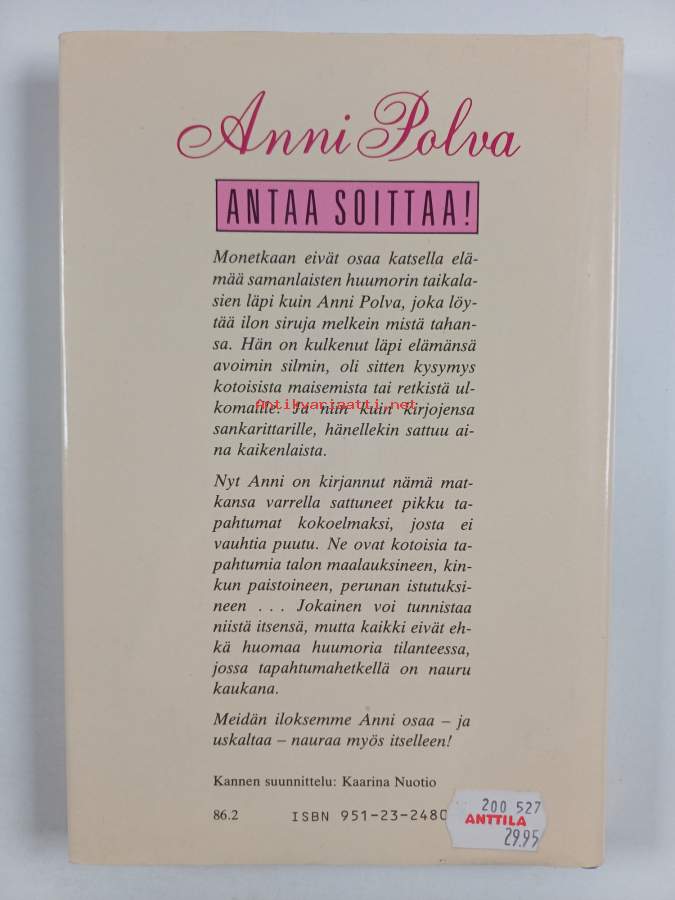 Anni Polva
ANTAA SOITTAA!
Monetkaan eivät osaa katsella elä-
mää samanlaisten huumorin taikala-
sien läpi kuin Anni Polva, joka löy-
tää ilon siruja melkein mistä tahan-
sa. Hän on kulkenut läpi elämänsä
avoimin silmin, oli sitten kysymys
kotoisista maisemista tai retkistä ul-
komaille. Ja niin kuin kirjojensa
Antikvariaatti.net
sankarittarille, hänellekin sattuu ai-
na kaikenlaista.
Nyt Anni on kirjannut nämä mat-
kansa varrella sattuneet pikku ta-
pahtumat kokoelmaksi, josta ei
vauhtia puutu. Ne ovat kotoisia ta-
pahtumia talon maalauksineen, kin-
kun paistoineen, perunan istutuksi-
neen . . . Jokainen voi tunnistaa
niistä itsensä, mutta kaikki eivät eh-
kä huomaa huumoria tilanteessa,
jossa tapahtumahetkellä on nauru
kaukana.
Meidän iloksemme Anni osaa – ja
uskaltaa – nauraa myös itselleen!
Kannen suunnittelu: Kaarina Nuotio
86.2 ISBN 951-23-2480
200 527
ANTTILA
29.95